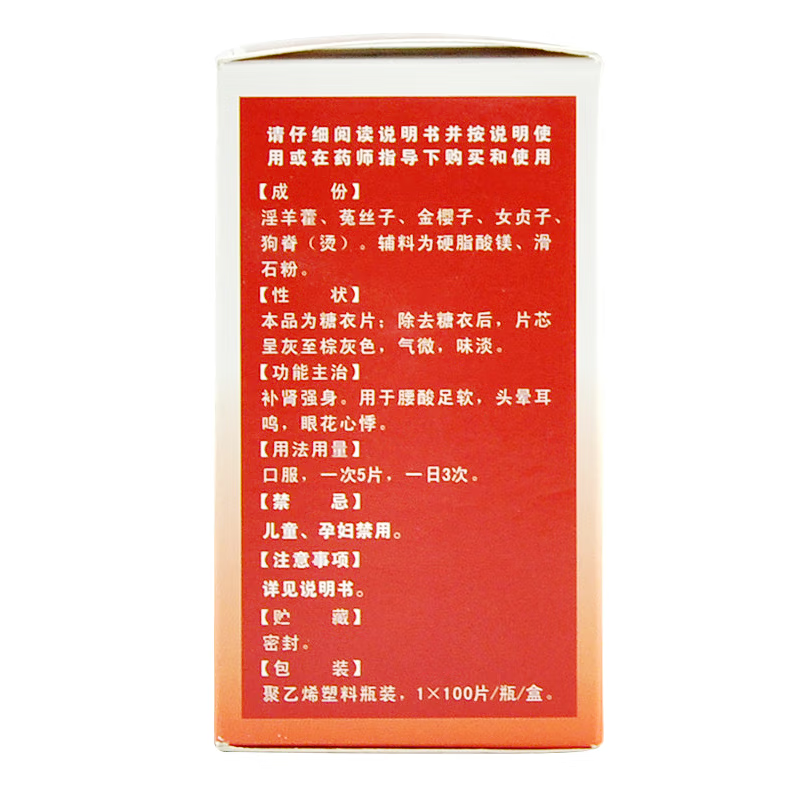 请仔细阅读说明书并按说明使
用或在药师指导下购买和使用
【成 份】
淫羊藿、菟丝子、金樱子、女贞子、
狗脊（烫）。辅料为硬脂酸镁、滑
石粉。
【性 状】
本品为糖衣片；除去糖衣后，片芯
呈灰至棕灰色，气微，味淡。
【功能主治】
补肾强身。用于腰酸足软，头晕耳
鸣，眼花心悸。
【用法用量】
口服，一次5片，一日3次。
【禁 忌】
儿童、孕妇禁用。
【注意事项】
详见说明书。
【贮 藏】
密封。
【包 装】
聚乙烯塑料瓶装，1×100片/瓶/盒。